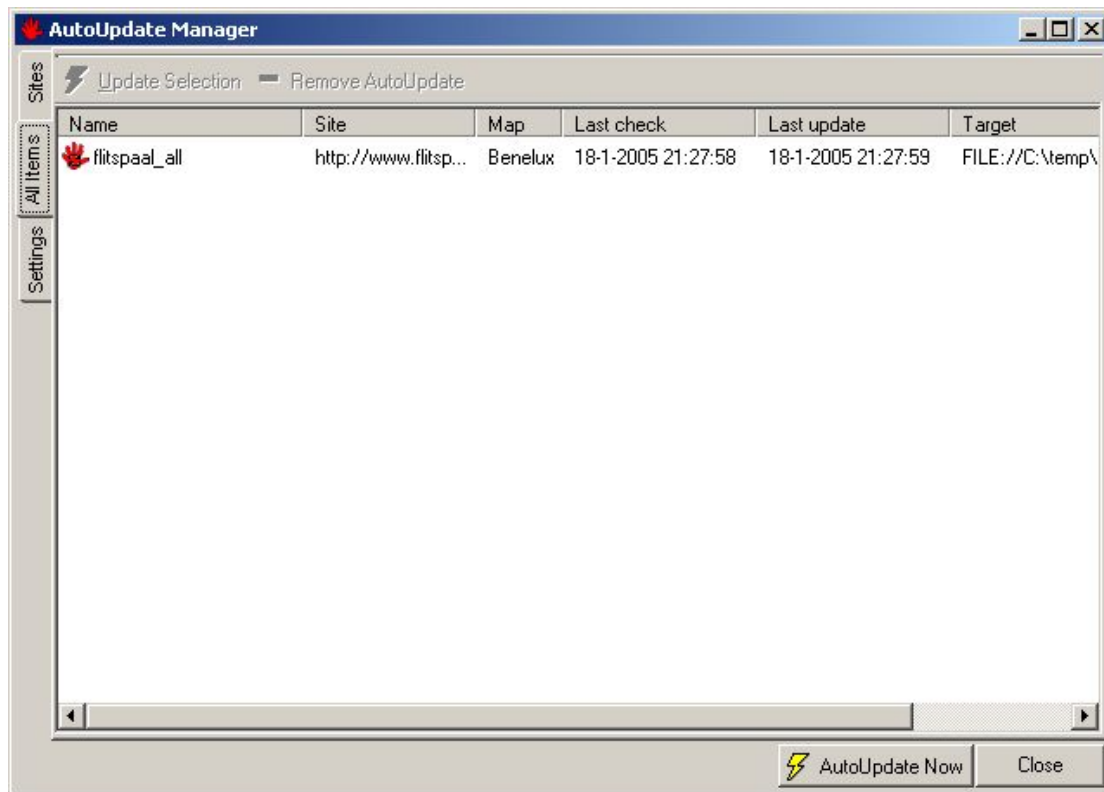 AutoUpdate Manager
Update Selection Remove AutoUpdate
Sites
All Items
Settings
Name Site Map Last check Last update Target
flitspaal_all http://www.flitsp... Benelux 18-1-2005 21:27:58 18-1-2005 21:27:59 FILE://C:\temp\
AutoUpdate Now Close